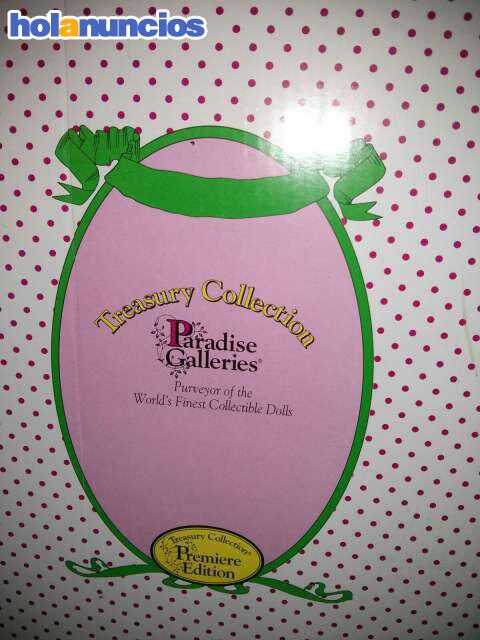 holanuncios
Treasury Collection
Paradise
Galleries®
Purveyor of the
World's Finest Collectible Dolls
Treasury Collection®
Premiere
Edition